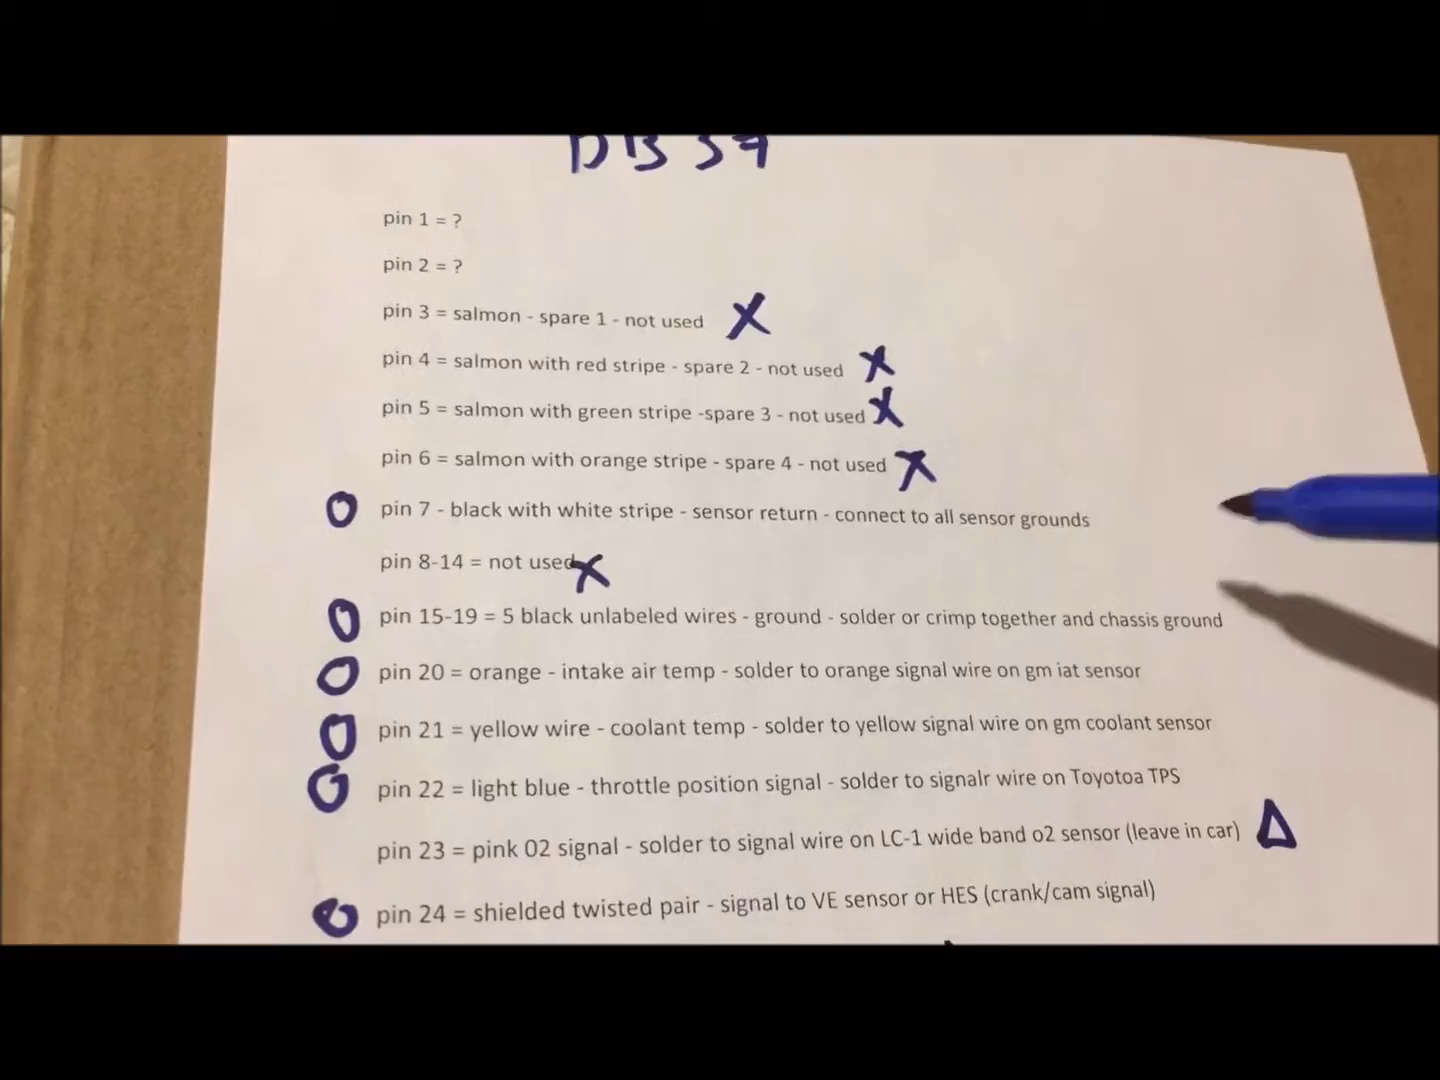 DB 37
pin 1 = ?
pin 2 = ?
pin 3 = salmon - spare 1 - not used X
pin 4 = salmon with red stripe - spare 2 - not used X
pin 5 = salmon with green stripe -spare 3 - not used X
pin 6 = salmon with orange stripe - spare 4 - not used X
O pin 7 - black with white stripe - sensor return - connect to all sensor grounds
pin 8-14 = not used X
O pin 15-19 = 5 black unlabeled wires - ground - solder or crimp together and chassis ground
O pin 20 = orange - intake air temp - solder to orange signal wire on gm iat sensor
O pin 21 = yellow wire - coolant temp - solder to yellow signal wire on gm coolant sensor
O pin 22 = light blue - throttle position signal - solder to signalr wire on Toyotoa TPS
pin 23 = pink 02 signal - solder to signal wire on LC-1 wide band o2 sensor (leave in car) Δ
O pin 24 = shielded twisted pair - signal to VE sensor or HES (crank/cam signal)